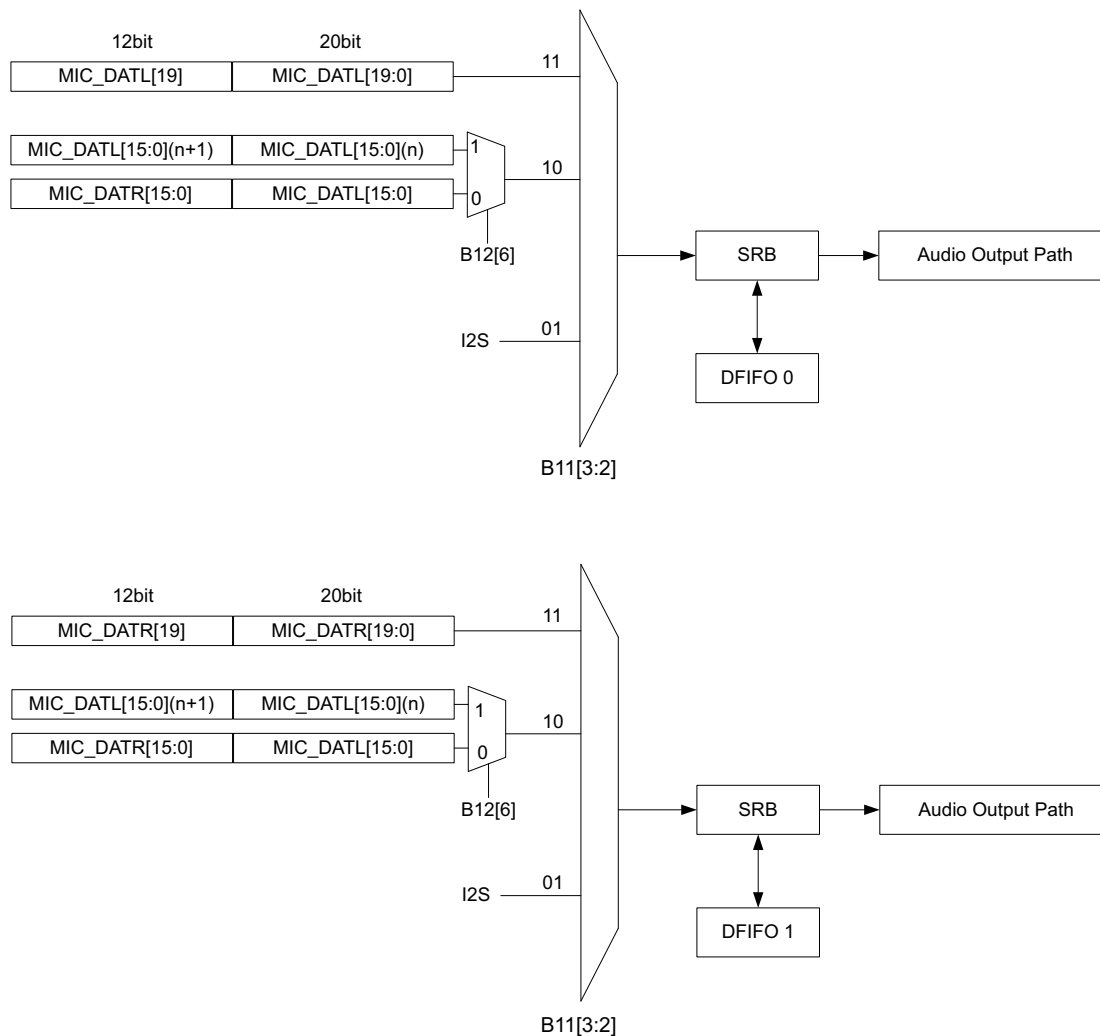 12bit 20bit
MIC_DATL[19] MIC_DATL[19:0] 11
MIC_DATL[15:0](n+1) MIC_DATL[15:0](n) 1
10
MIC_DATR[15:0] MIC_DATL[15:0] 0
B12[6]
SRB Audio Output Path
I2S 01
DFIFO 0
B11[3:2]
12bit 20bit
MIC_DATR[19] MIC_DATR[19:0] 11
MIC_DATL[15:0](n+1) MIC_DATL[15:0](n) 1
10
MIC_DATR[15:0] MIC_DATL[15:0] 0
B12[6]
SRB Audio Output Path
I2S 01
DFIFO 1
B11[3:2]